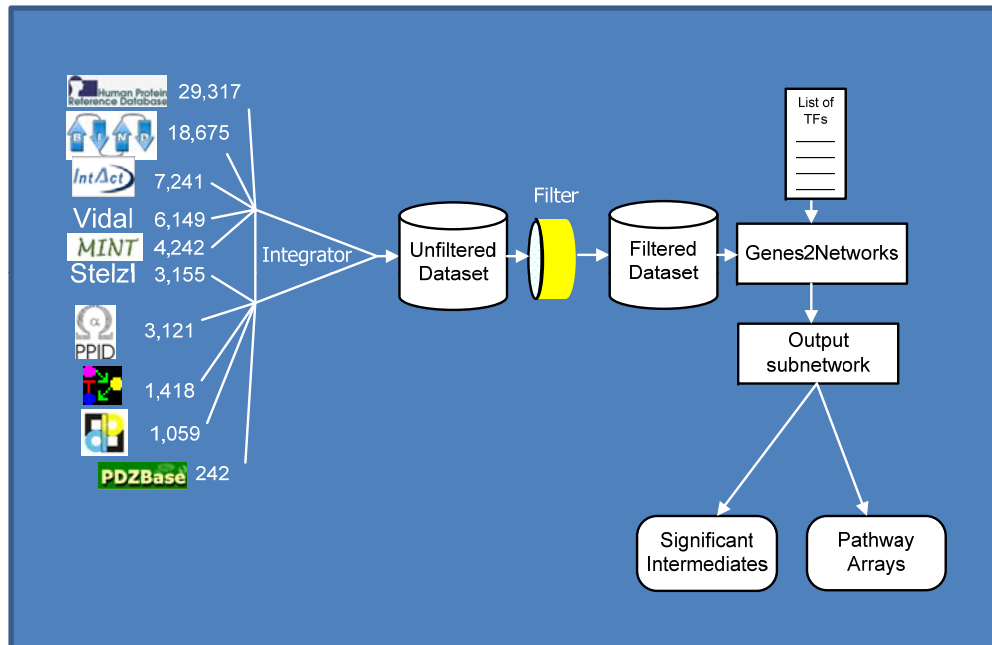 Human Protein
Reference Database
29,317
B I N D
18,675
IntAct
7,241
Vidal
6,149
MINT
4,242
Stelzl
3,155
α
Ω
PPID
3,121
T
1,418
dp
1,059
PDZBase
242
Integrator
Unfiltered
Dataset
Filter
Filtered
Dataset
List of
TFs
Genes2Networks
Output
subnetwork
Significant
Intermediates
Pathway
Arrays